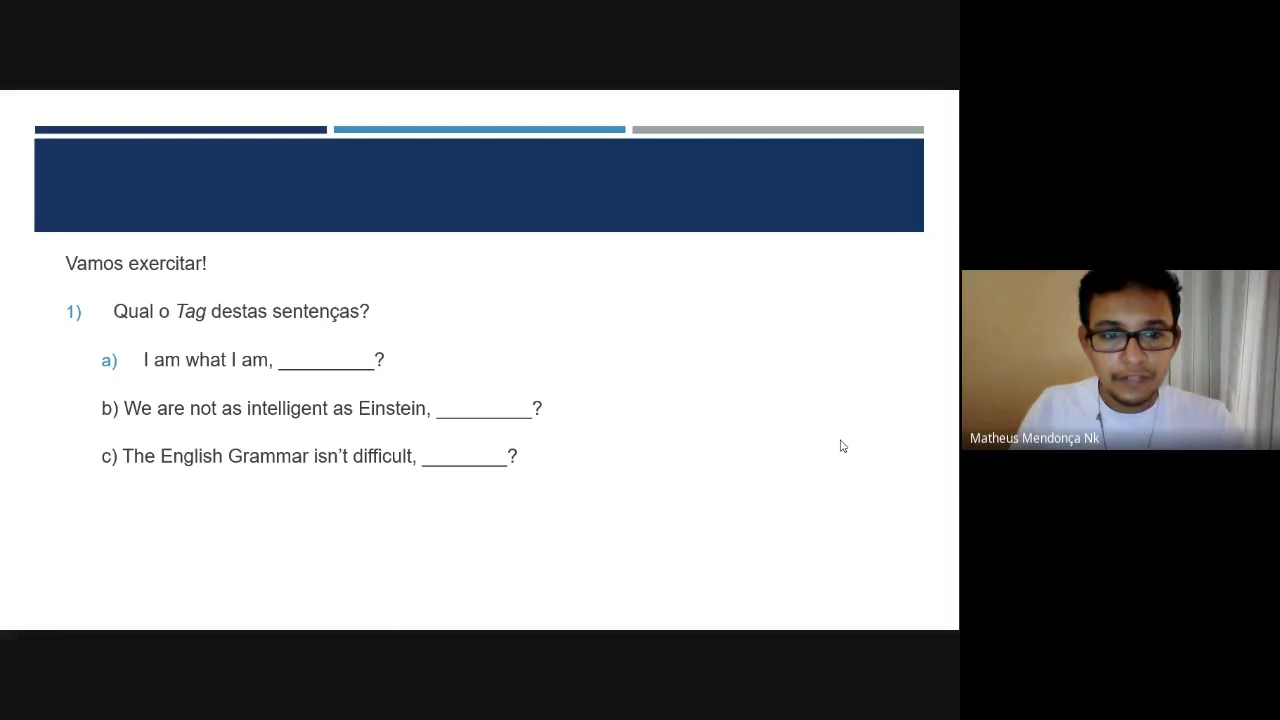 Vamos exercitar!
1) Qual o Tag destas sentenças?
a) I am what I am, _________?
b) We are not as intelligent as Einstein, _________?
c) The English Grammar isn’t difficult, ________?
Matheus Mendonça Nk